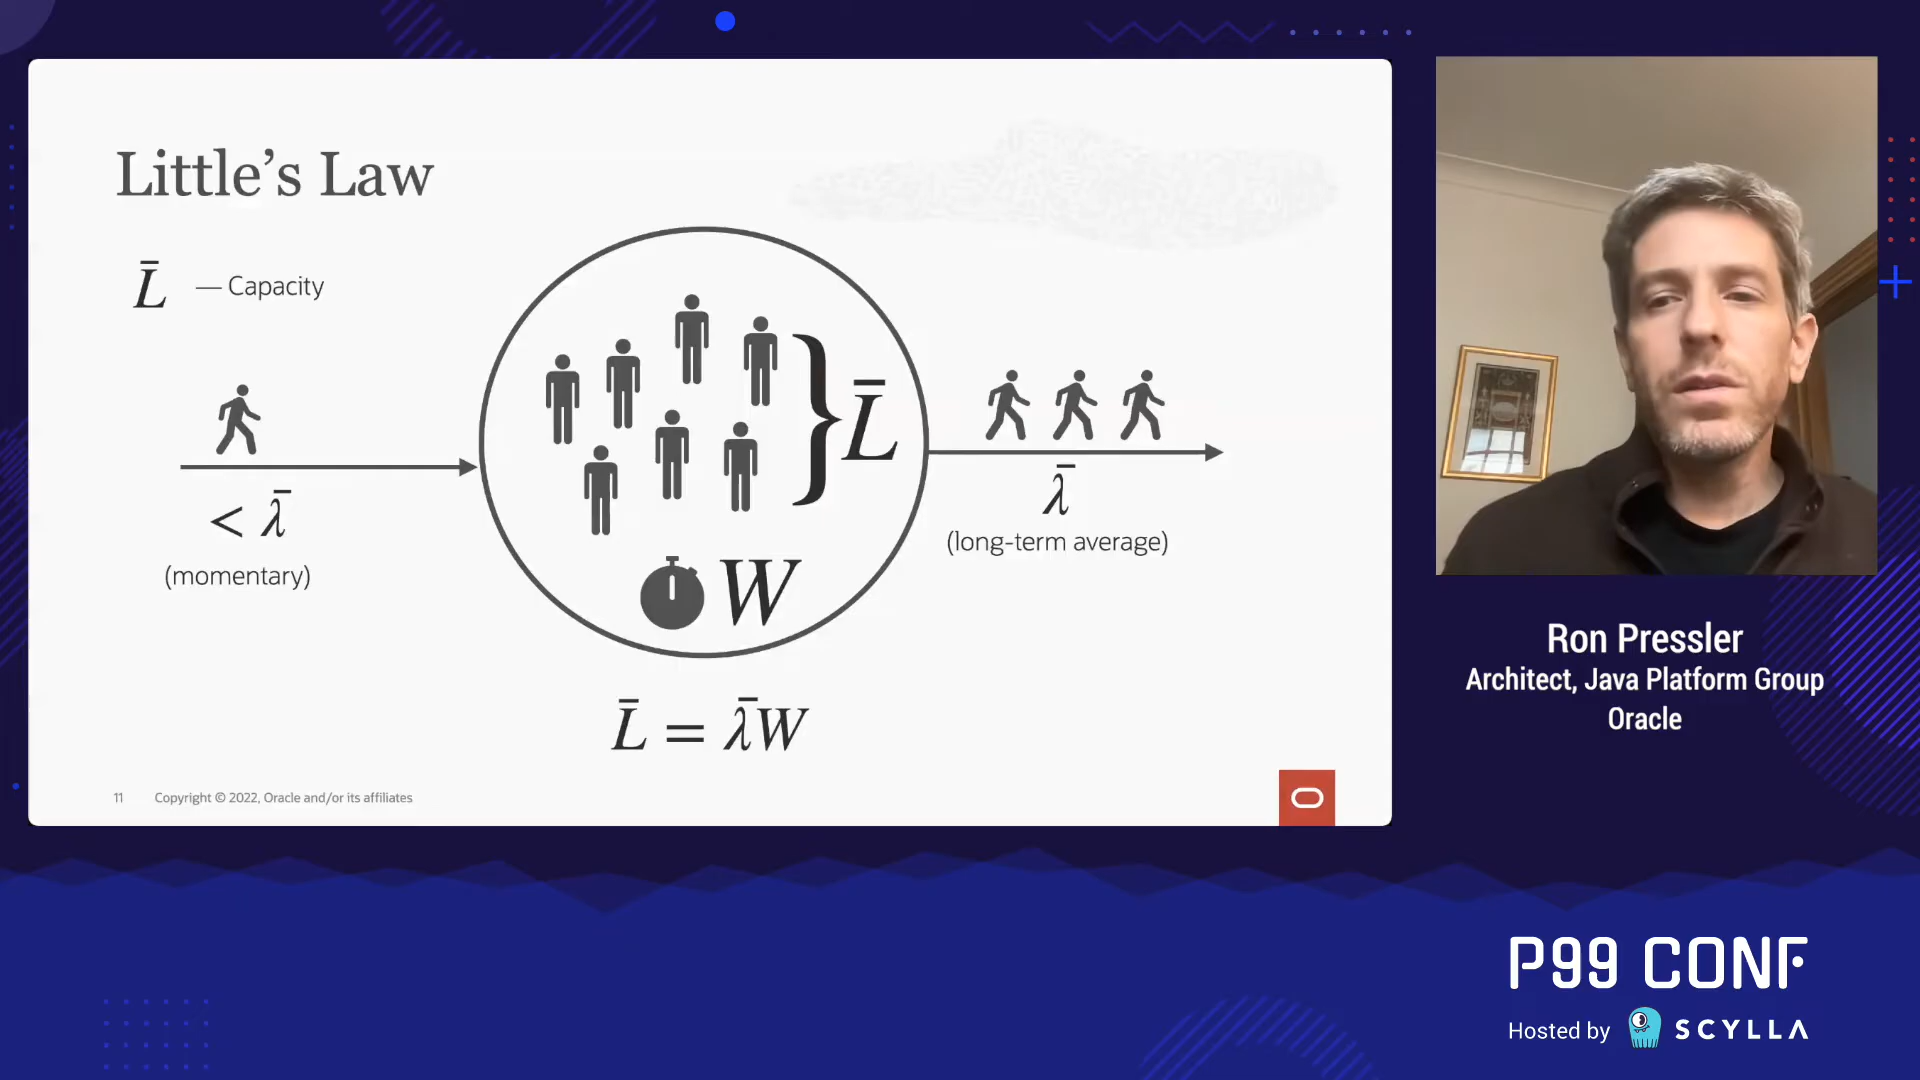 Little’s Law
L̄ — Capacity
} L̄
< λ̄
(momentary)
λ̄
(long-term average)
W
L̄ = λ̄W
11 Copyright © 2022, Oracle and/or its affiliates
Ron Pressler
Architect, Java Platform Group
Oracle
P99 CONF
Hosted by SCYLLA